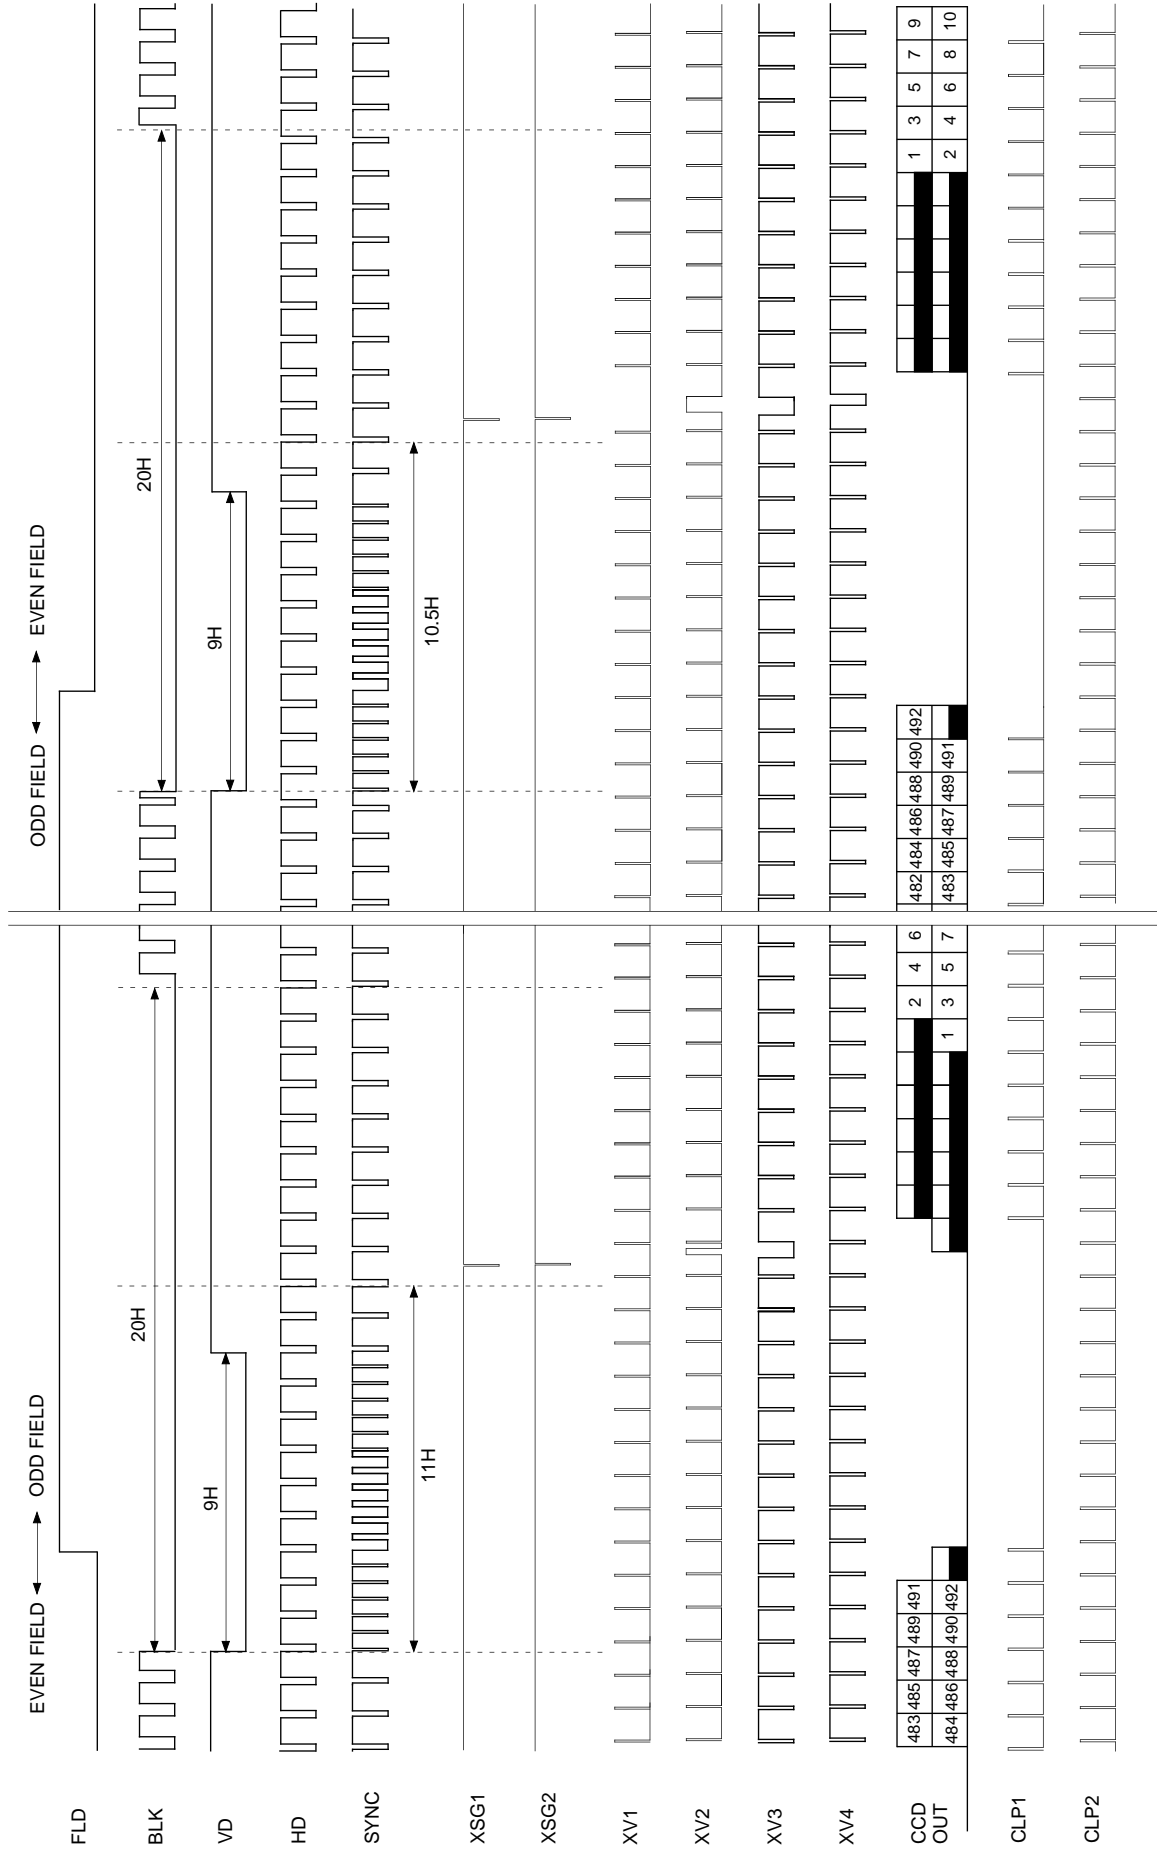 EVEN FIELD ODD FIELD
ODD FIELD EVEN FIELD
FLD
BLK
20H
20H
VD
9H
9H
HD
SYNC
11H
10.5H
XSG1
XSG2
XV1
XV2
XV3
XV4
CCD
OUT
483 485 487 489 491
2 4 6
482 484 486 488 490 492
1 3 5 7 9
484 486 488 490 492
1 3 5 7
483 485 487 489 491
2 4 6 8 10
CLP1
CLP2